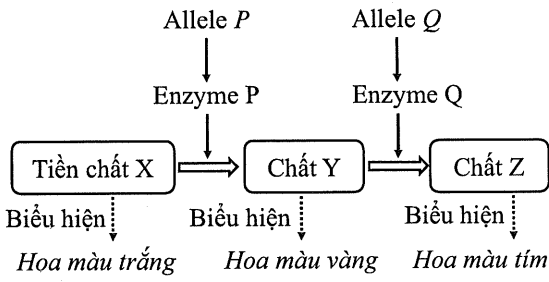 Allele P Allele Q
Enzyme P Enzyme Q
Tiền chất X Chất Y Chất Z
Biểu hiện Biểu hiện Biểu hiện
Hoa màu trắng Hoa màu vàng Hoa màu tím